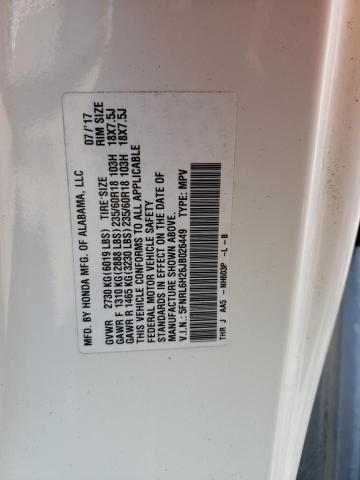 MFD. BY HONDA MFG. OF ALABAMA, LLC 07/'17
TIRE-SIZE RIM SIZE
GVWR 2730 KG(6019 LBS)
GAWR F 1310 KG(2888 LBS) 235/60R18 103H 18X7.5J
GAWR R 1465 KG(3230 LBS) 235/60R18 103H 18X7.5J
THIS VEHICLE CONFORMS TO ALL APPLICABLE
FEDERAL MOTOR VEHICLE SAFETY
STANDARDS IN EFFECT ON THE DATE OF
MANUFACTURE SHOWN ABOVE.
V.I.N.: 5FNRL6H26JB026449 TYPE: MPV
THR J AA5 -NH603P -L-B